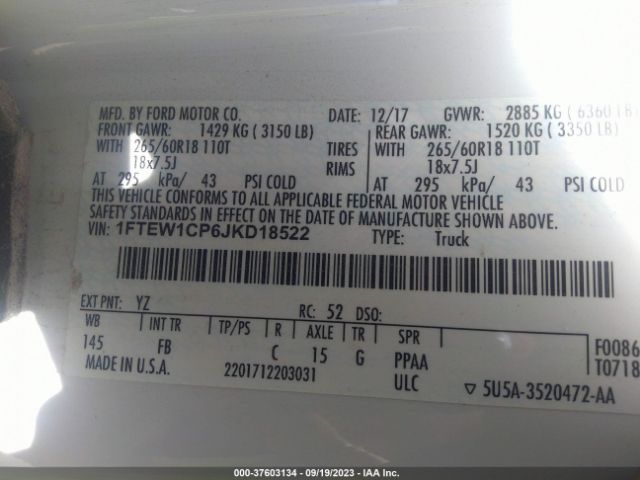 MFD. BY FORD MOTOR CO. DATE: 12/17 GVWR: 2885 KG ( 6360 LB)
FRONT GAWR: 1429 KG ( 3150 LB) REAR GAWR: 1520 KG ( 3350 LB)
WITH 265/60R18 110T TIRES WITH 265/60R18 110T
18x7.5J RIMS 18x7.5J
AT 295 kPa/ 43 PSI COLD AT 295 kPa/ 43 PSI COLD
THIS VEHICLE CONFORMS TO ALL APPLICABLE FEDERAL MOTOR VEHICLE
SAFETY STANDARDS IN EFFECT ON THE DATE OF MANUFACTURE SHOWN ABOVE.
VIN: 1FTEW1CP6JKD18522 TYPE: Truck
EXT PNT: YZ RC: 52 DSO:
WB INT TR TP/PS R AXLE TR SPR
145 FB C 15 G PPAA F0086
MADE IN U.S.A. 2201712203031 ULC T0718
5U5A-3520472-AA
000-37603134 - 09/19/2023 - IAA Inc.